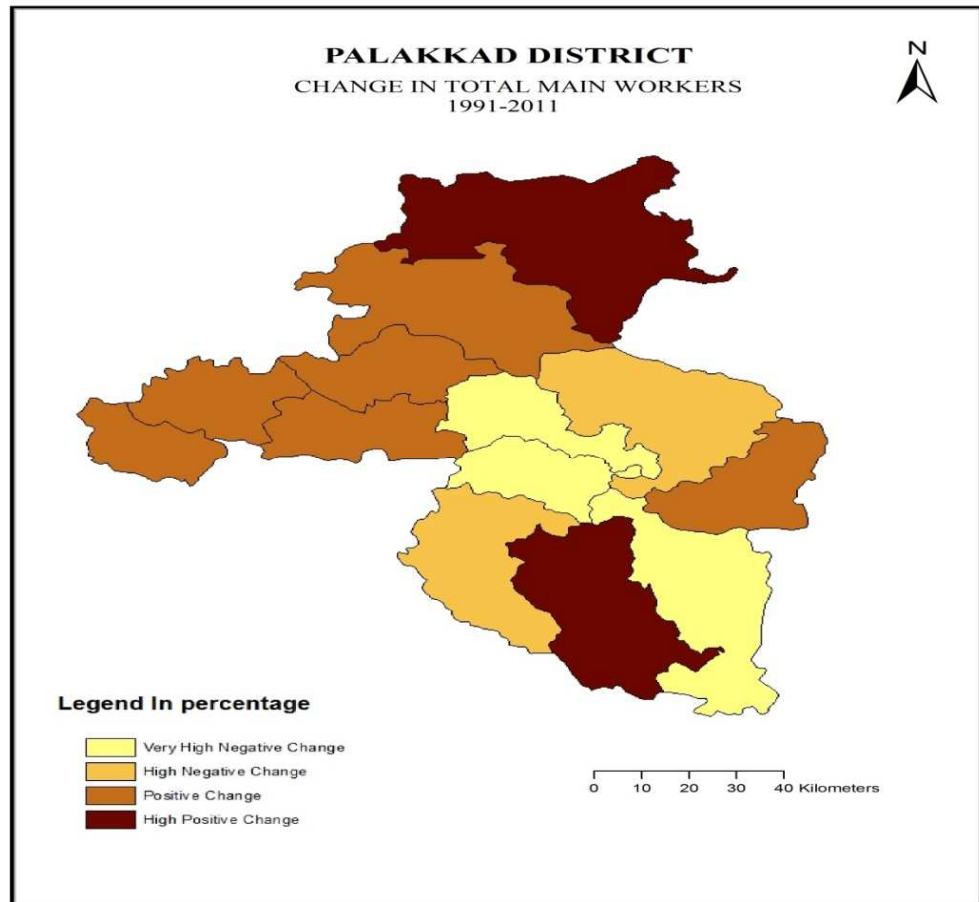 PALAKKAD DISTRICT
CHANGE IN TOTAL MAIN WORKERS
1991-2011
N
Legend In percentage
Very High Negative Change
High Negative Change
Positive Change
High Positive Change
0 10 20 30 40 Kilometers